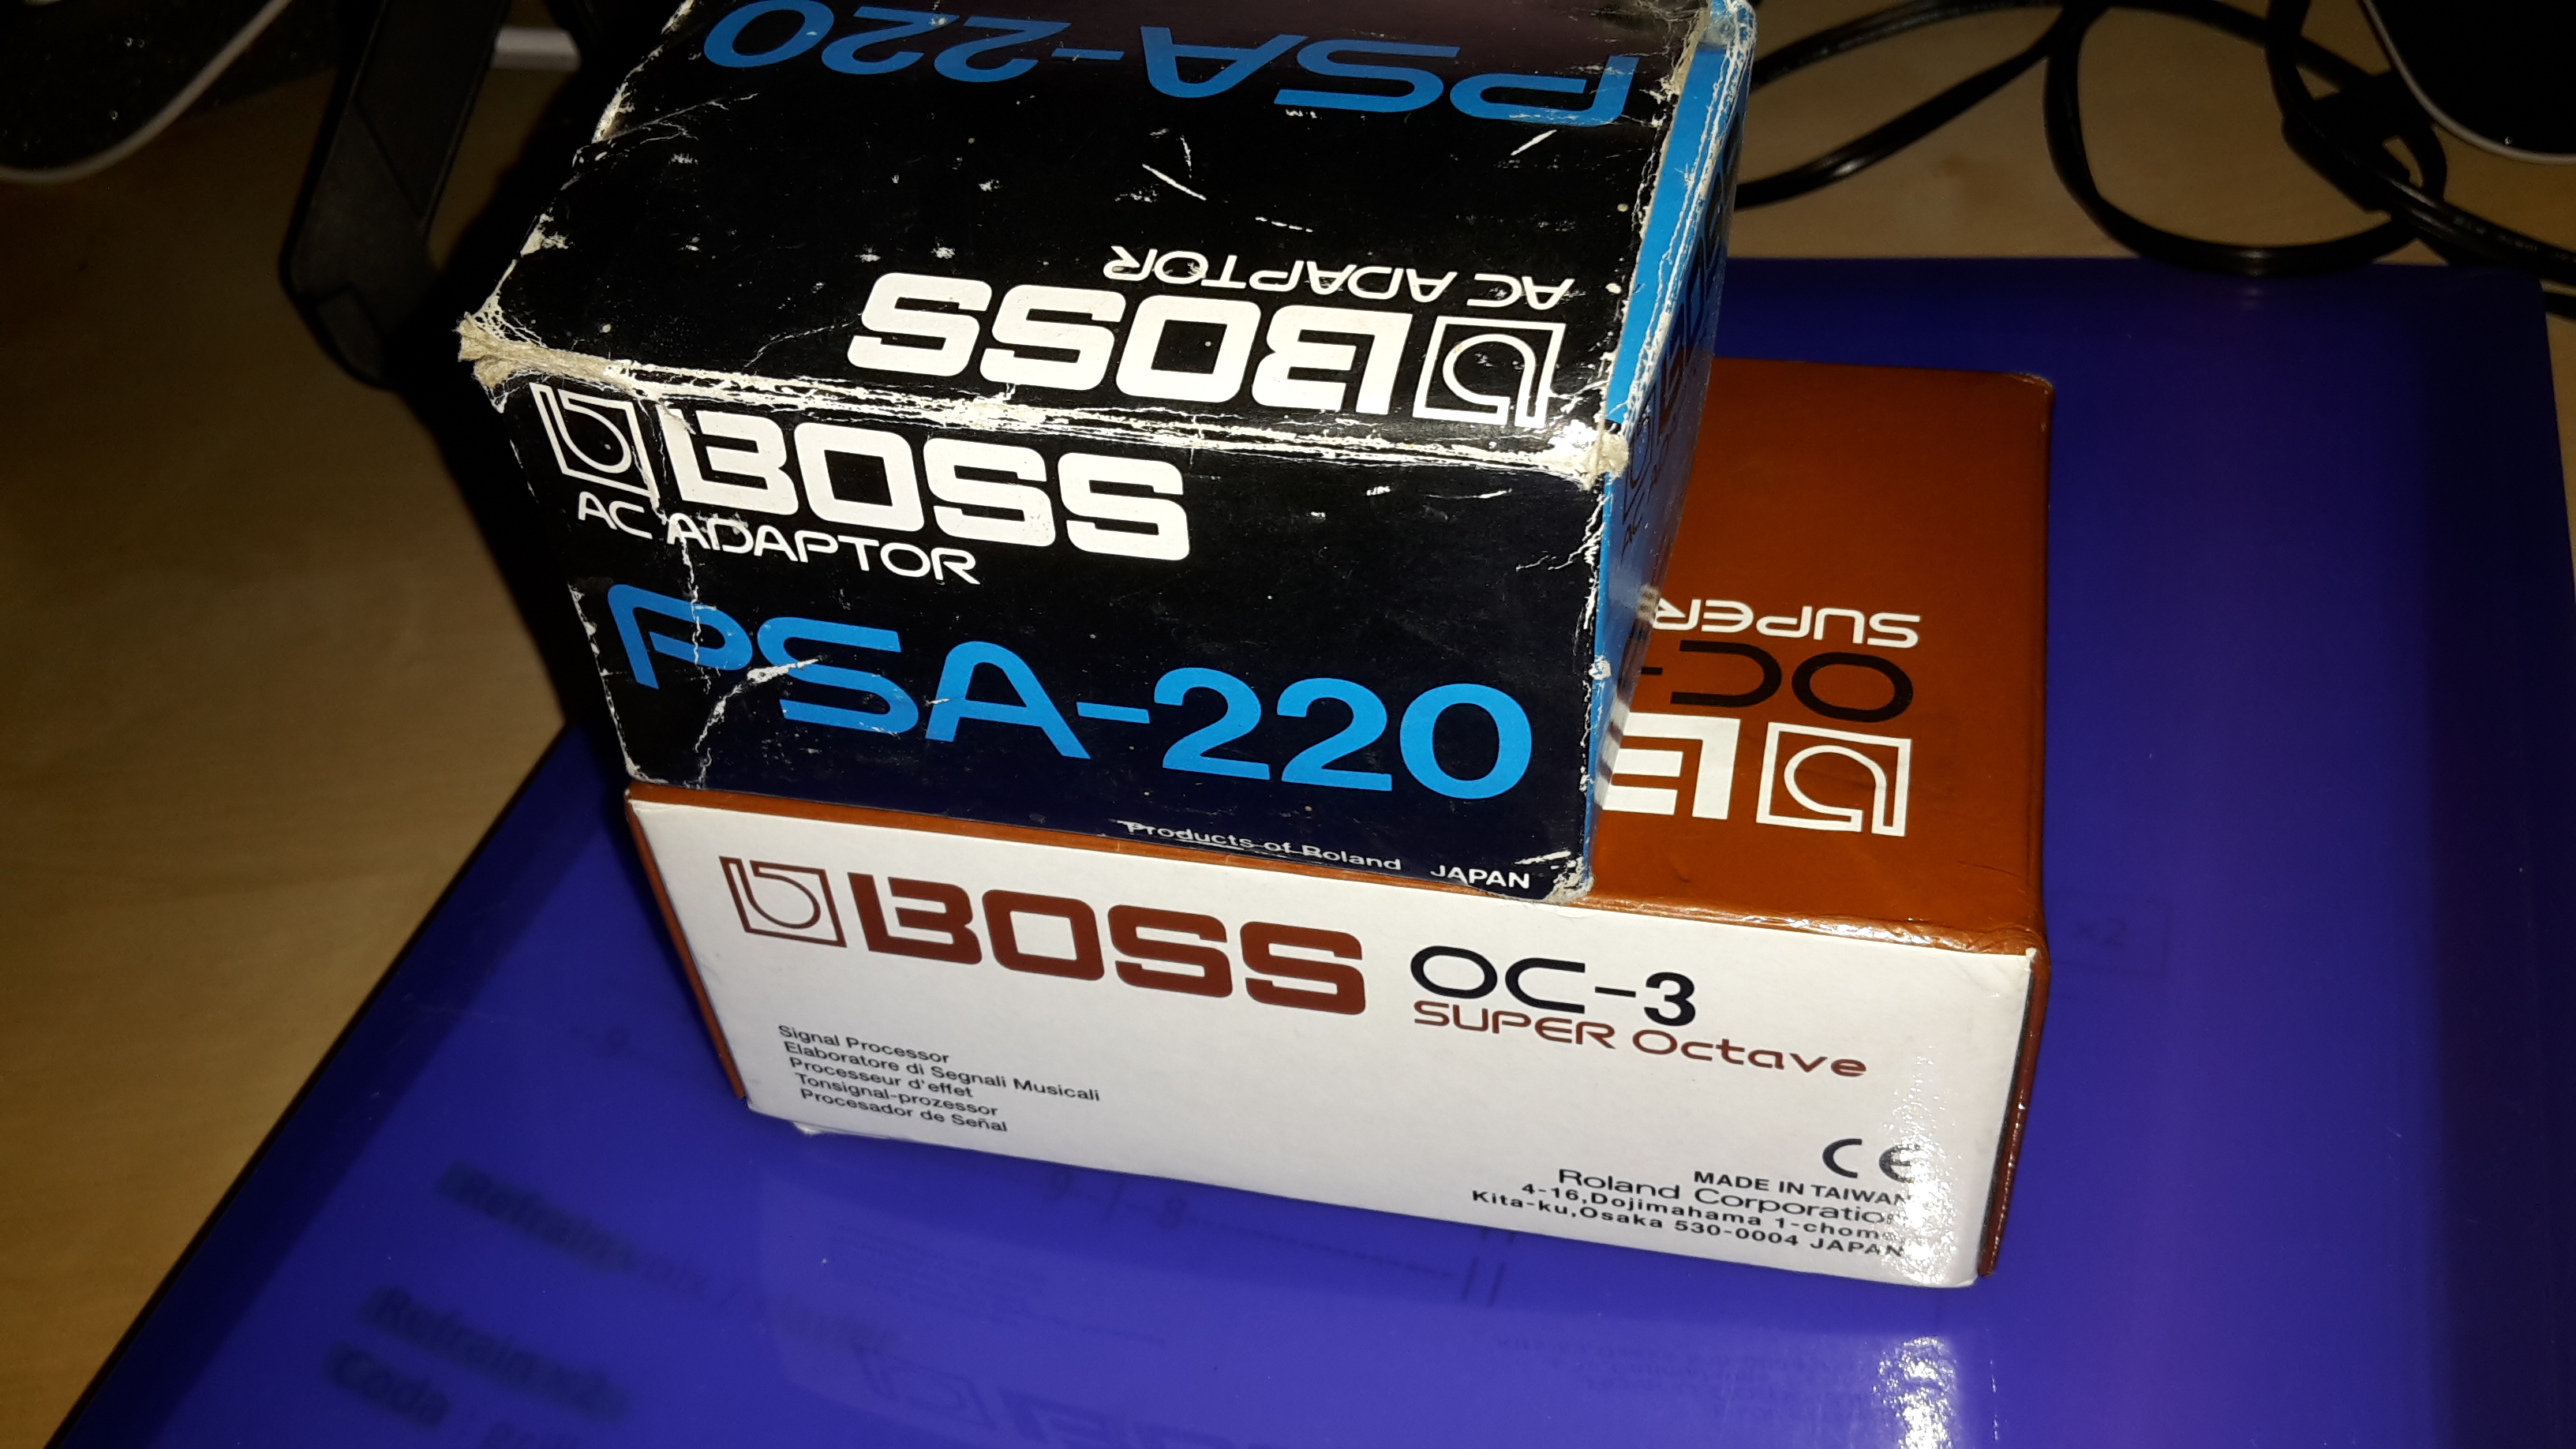 PSA-220
AC ADAPTOR
BOSS
BOSS
AC ADAPTOR
PSA-220
Products of Roland JAPAN
SUPER
OC-
BOSS OC-3
SUPER Octave
Signal Processor
Elaboratore di Segnali Musicali
Processeur d'effet
Tonsignal-prozessor
Procesador de Señal
CE
MADE IN TAIWAN
Roland Corporation
4-16,Dojimahama 1-chome
Kita-ku,Osaka 530-0004 JAPAN
x2
Coda